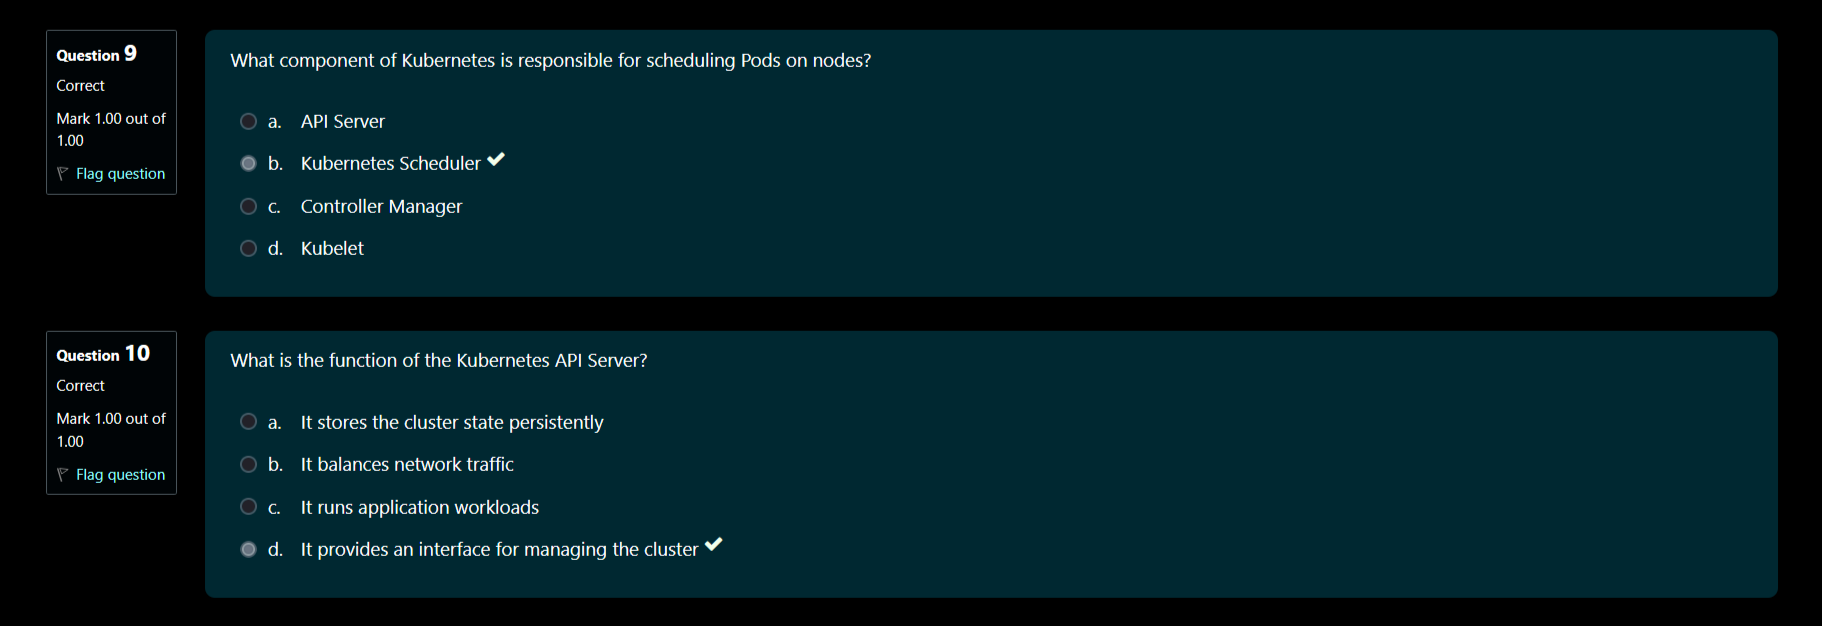 Question 9
Correct
Mark 1.00 out of
1.00
Flag question
What component of Kubernetes is responsible for scheduling Pods on nodes?
a. API Server
b. Kubernetes Scheduler
c. Controller Manager
d. Kubelet
Question 10
Correct
Mark 1.00 out of
1.00
Flag question
What is the function of the Kubernetes API Server?
a. It stores the cluster state persistently
b. It balances network traffic
c. It runs application workloads
d. It provides an interface for managing the cluster